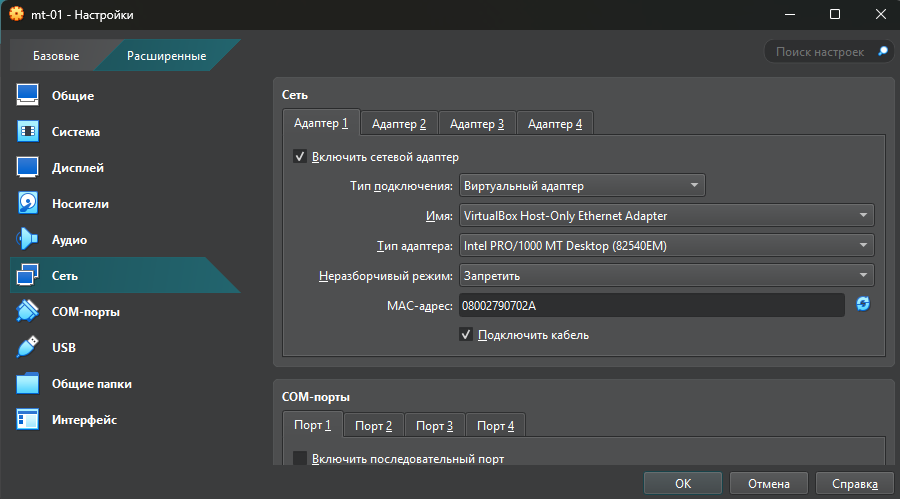 mt-01 - Настройки
Базовые
Расширенные
Поиск настроек
Общие
Система
Дисплей
Носители
Аудио
Сеть
COM-порты
USB
Общие папки
Интерфейс
Сеть
Адаптер 1
Адаптер 2
Адаптер 3
Адаптер 4
Включить сетевой адаптер
Тип подключения: Виртуальный адаптер
Имя: VirtualBox Host-Only Ethernet Adapter
Тип адаптера: Intel PRO/1000 MT Desktop (82540EM)
Неразборчивый режим: Запретить
MAC-адрес: 08002790702A
Подключить кабель
COM-порты
Порт 1
Порт 2
Порт 3
Порт 4
Включить последовательный порт
OK
Отмена
Справка